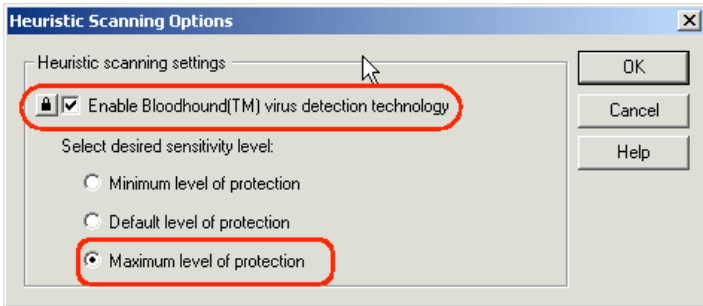 Heuristic Scanning Options
Heuristic scanning settings
OK
Enable Bloodhound(TM) virus detection technology
Cancel
Select desired sensitivity level:
Help
Minimum level of protection
Default level of protection
Maximum level of protection